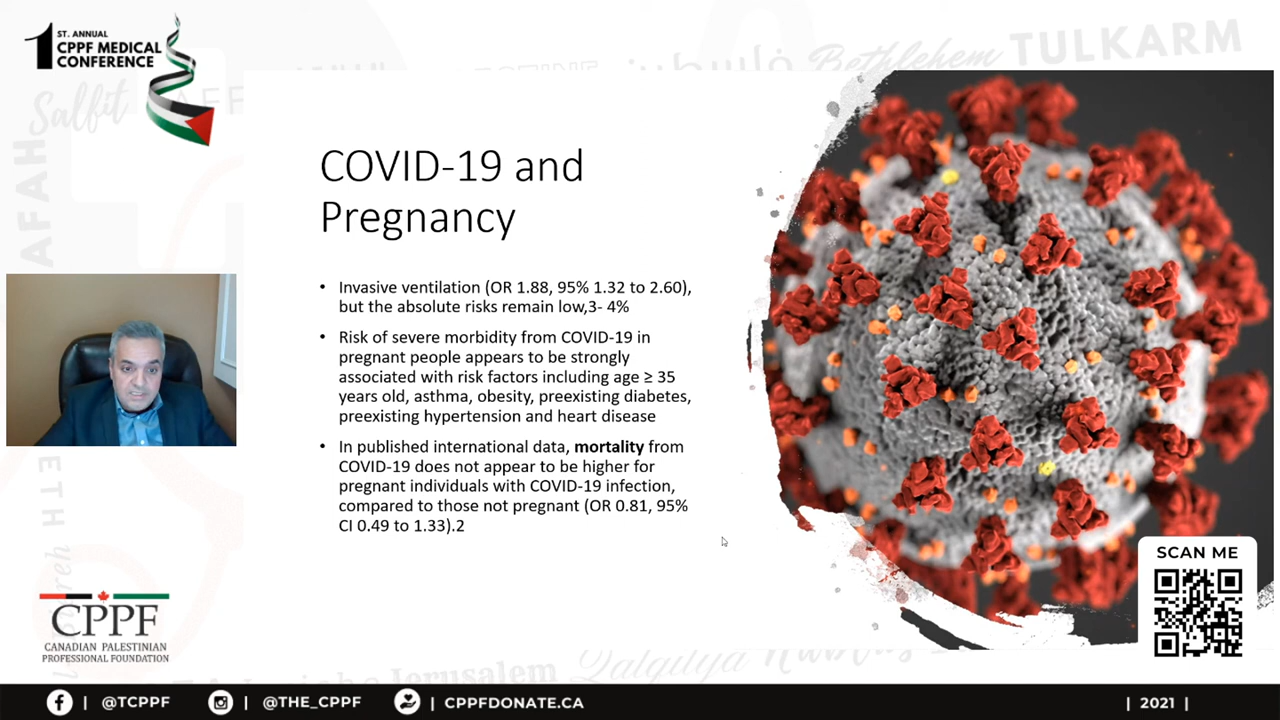 1 ST. ANNUAL
CPPF MEDICAL
CONFERENCE
Salfit
AFAH
فلسطين
Bethlehem
TULKARM
COVID-19 and
Pregnancy
• Invasive ventilation (OR 1.88, 95% 1.32 to 2.60),
but the absolute risks remain low,3- 4%
• Risk of severe morbidity from COVID-19 in
pregnant people appears to be strongly
associated with risk factors including age ≥ 35
years old, asthma, obesity, preexisting diabetes,
preexisting hypertension and heart disease
• In published international data, mortality from
COVID-19 does not appear to be higher for
pregnant individuals with COVID-19 infection,
compared to those not pregnant (OR 0.81, 95%
CI 0.49 to 1.33).2
SCAN ME
CPPF
CANADIAN PALESTINIAN
PROFESSIONAL FOUNDATION
Jerusalem
Qalqilya
| @TCPPF
| @THE_CPPF
| CPPFDONATE.CA
| 2021 |